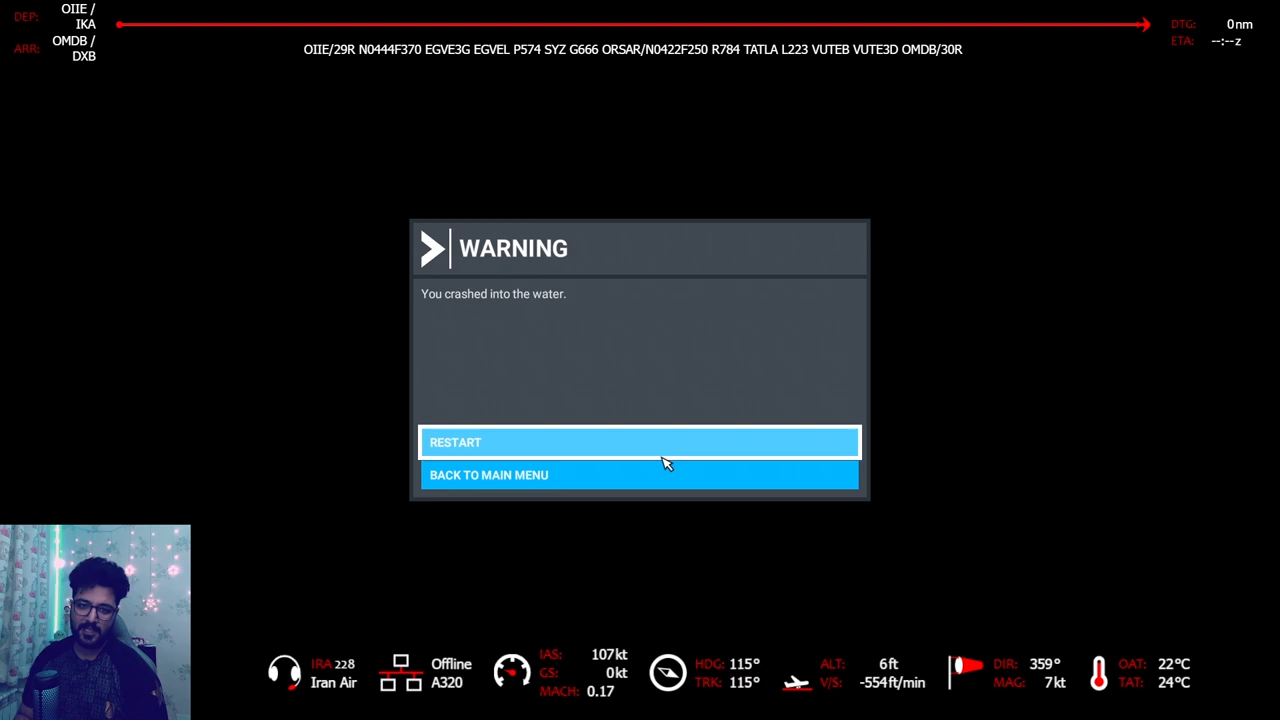 DEP: OIIE / IKA
ARR: OMDB / DXB
DTG: 0nm
ETA: --:--z
OIIE/29R N0444F370 EGVE3G EGVEL P574 SYZ G666 ORSAR/N0422F250 R784 TATLA L223 VUTEB VUTE3D OMDB/30R
WARNING
You crashed into the water.
RESTART
BACK TO MAIN MENU
IRA 228
Iran Air
Offline
A320
IAS: 107kt
GS: 0kt
MACH: 0.17
HDG: 115°
TRK: 115°
ALT: 6ft
V/S: -554ft/min
DIR: 359°
MAG: 7kt
OAT: 22°C
TAT: 24°C